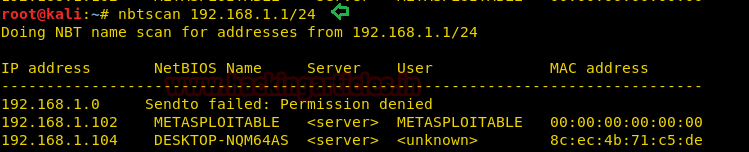 root@kali:~# nbtscan 192.168.1.1/24
Doing NBT name scan for addresses from 192.168.1.1/24
IP address NetBIOS Name Server User MAC address
------------------------------------------------------------------------------
www.hackingarticles.in
192.168.1.0 Sendto failed: Permission denied
192.168.1.102 METASPLOITABLE <server> METASPLOITABLE 00:00:00:00:00:00
192.168.1.104 DESKTOP-NQM64AS <server> <unknown> 8c:ec:4b:71:c5:de